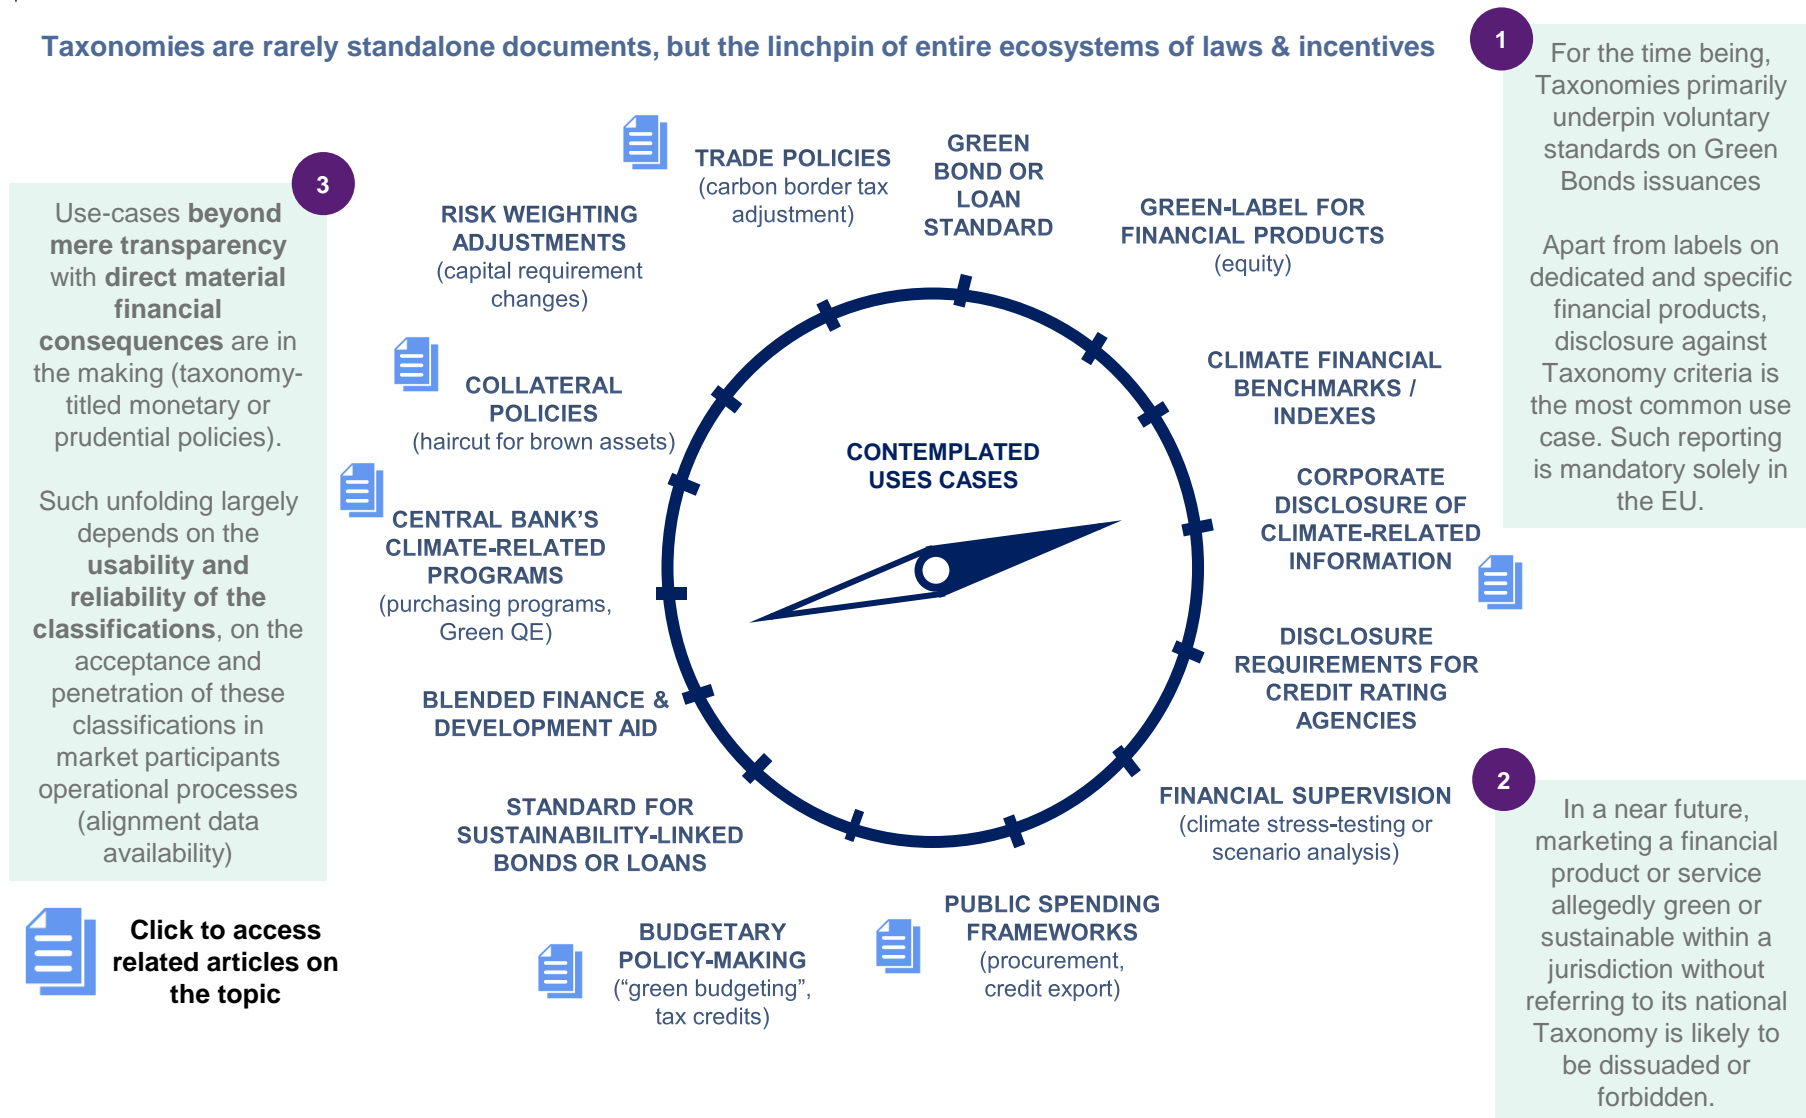 Taxonomies are rarely standalone documents, but the linchpin of entire ecosystems of laws & incentives
1
For the time being,
Taxonomies primarily
underpin voluntary
standards on Green
Bonds issuances
Apart from labels on
dedicated and specific
financial products,
disclosure against
Taxonomy criteria is
the most common use
case. Such reporting
is mandatory solely in
the EU.
3
Use-cases beyond
mere transparency
with direct material
financial
consequences are in
the making (taxonomy-
titled monetary or
prudential policies).
Such unfolding largely
depends on the
usability and
reliability of the
classifications, on the
acceptance and
penetration of these
classifications in
market participants
operational processes
(alignment data
availability)
TRADE POLICIES
(carbon border tax
adjustment)
GREEN
BOND OR
LOAN
STANDARD
GREEN-LABEL FOR
FINANCIAL PRODUCTS
(equity)
RISK WEIGHTING
ADJUSTMENTS
(capital requirement
changes)
CLIMATE FINANCIAL
BENCHMARKS /
INDEXES
COLLATERAL
POLICIES
(haircut for brown assets)
CONTEMPLATED
USES CASES
CORPORATE
DISCLOSURE OF
CLIMATE-RELATED
INFORMATION
CENTRAL BANK'S
CLIMATE-RELATED
PROGRAMS
(purchasing programs,
Green QE)
DISCLOSURE
REQUIREMENTS FOR
CREDIT RATING
AGENCIES
BLENDED FINANCE &
DEVELOPMENT AID
FINANCIAL SUPERVISION
(climate stress-testing or
scenario analysis)
STANDARD FOR
SUSTAINABILITY-LINKED
BONDS OR LOANS
PUBLIC SPENDING
FRAMEWORKS
(procurement,
credit export)
BUDGETARY
POLICY-MAKING
(“green budgeting”,
tax credits)
2
In a near future,
marketing a financial
product or service
allegedly green or
sustainable within a
jurisdiction without
referring to its national
Taxonomy is likely to
be dissuaded or
forbidden.
Click to access
related articles on
the topic